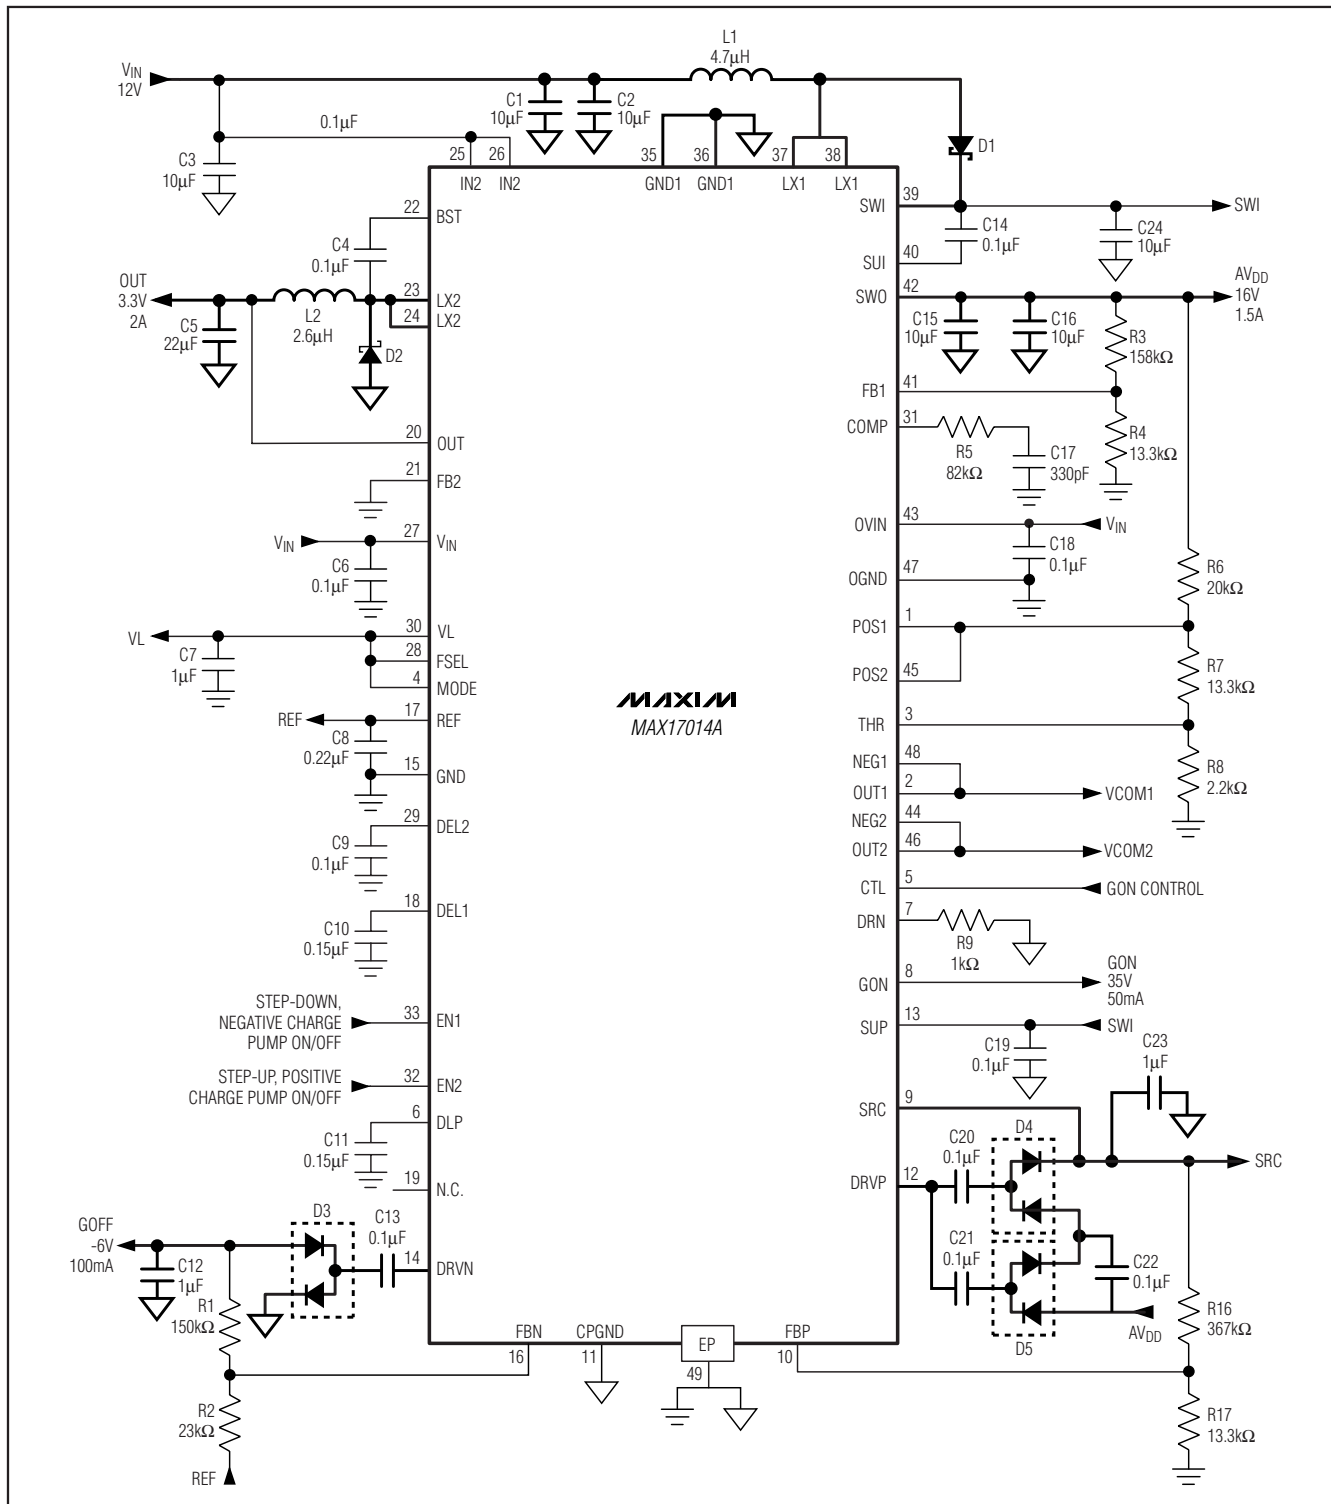 L1
4.7μH
VIN
12V
C1
10μF
C2
10μF
0.1μF
C3
10μF
25
26
35
36
37
38
D1
IN2
IN2
GND1
GND1
LX1
LX1
22
BST
39
SWI
SWI
C4
0.1μF
C14
0.1μF
C24
10μF
40
SUI
OUT
3.3V
2A
L2
2.6μH
23
LX2
24
LX2
42
SWO
AVDD
16V
1.5A
C5
22μF
D2
C15
10μF
C16
10μF
R3
158kΩ
41
FB1
20
OUT
31
COMP
R5
82kΩ
C17
330pF
R4
13.3kΩ
21
FB2
43
OVIN
VIN
VIN
27
VIN
C18
0.1μF
C6
0.1μF
47
OGND
R6
20kΩ
VL
30
VL
1
POS1
C7
1μF
28
FSEL
4
MODE
45
POS2
R7
13.3kΩ
MAXIM
MAX17014A
REF
17
REF
3
THR
C8
0.22μF
48
NEG1
15
GND
2
OUT1
VCOM1
R8
2.2kΩ
29
DEL2
44
NEG2
C9
0.1μF
46
OUT2
VCOM2
5
CTL
GON CONTROL
18
DEL1
7
DRN
C10
0.15μF
R9
1kΩ
8
GON
GON
35V
50mA
STEP-DOWN,
NEGATIVE CHARGE
PUMP ON/OFF
33
EN1
13
SUP
SWI
C19
0.1μF
C23
1μF
STEP-UP, POSITIVE
CHARGE PUMP ON/OFF
32
EN2
9
SRC
6
DLP
C11
0.15μF
C20
0.1μF
D4
SRC
19
N.C.
12
DRVP
GOFF
-6V
100mA
D3
C13
0.1μF
14
DRVN
C12
1μF
C21
0.1μF
C22
0.1μF
R1
150kΩ
D5
AVDD
R16
367kΩ
FBN
16
CPGND
11
EP
49
FBP
10
R2
23kΩ
R17
13.3kΩ
REF